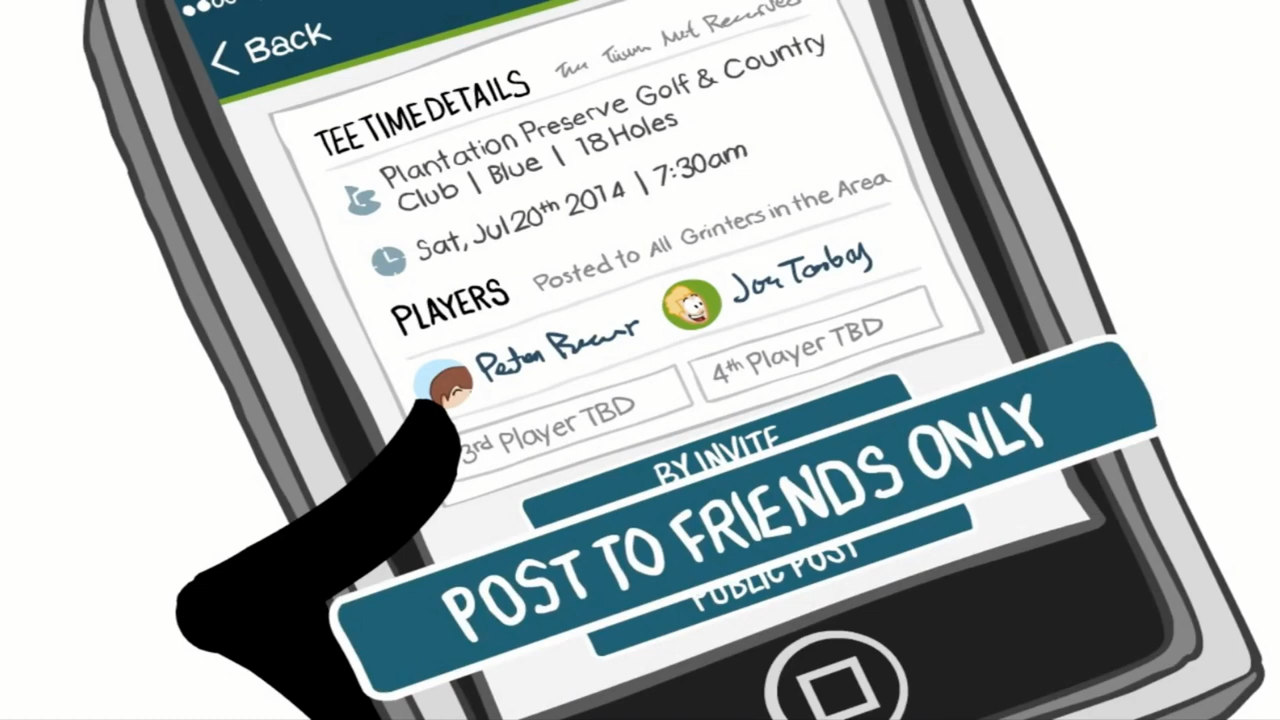 Back
TEE TIME DETAILS
Plantation Preserve Golf & Country
Club | Blue | 18 Holes
Sat, Jul 20th 2014 | 7:30am
PLAYERS Posted to All Grinters in the Area
Peter
Joe
3rd Player TBD
4th Player TBD
BY INVITE
POST TO FRIENDS ONLY
PUBLIC POST